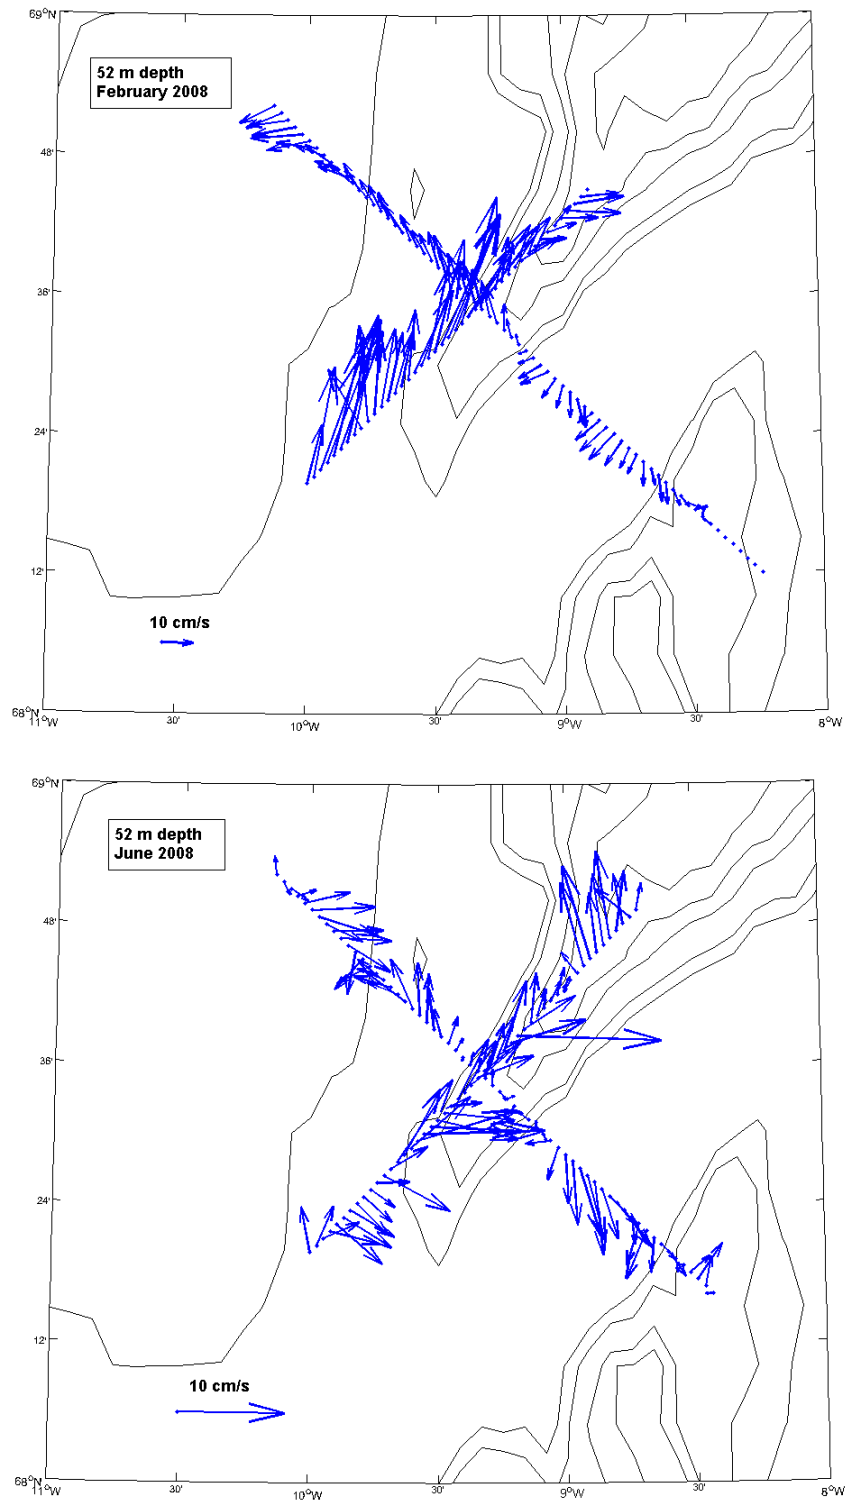 69°N
52 m depth
February 2008
48'
36'
24'
12'
10 cm/s
68°N
11°W
30'
10°W
30'
9°W
30'
8°W
69°N
52 m depth
June 2008
48'
36'
24'
12'
10 cm/s
68°N
11°W
30'
10°W
30'
9°W
30'
8°W